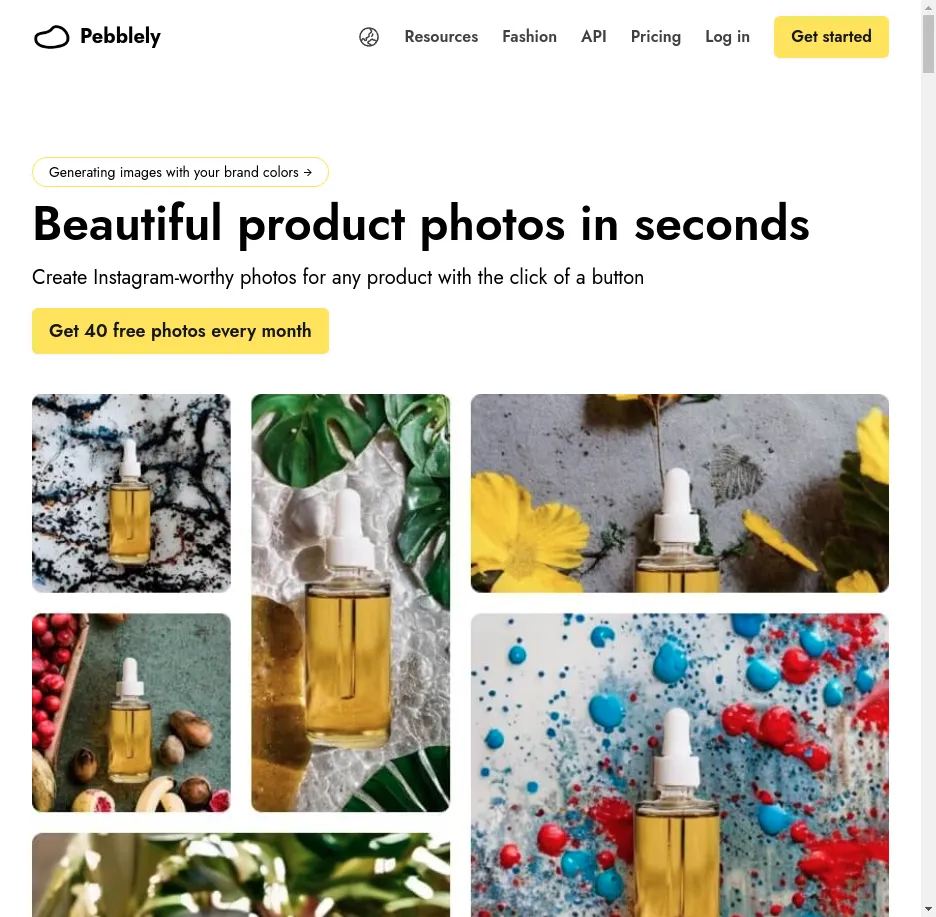 Pebblely
Resources
Fashion
API
Pricing
Log in
Get started
Generating images with your brand colors →
Beautiful product photos in seconds
Create Instagram-worthy photos for any product with the click of a button
Get 40 free photos every month